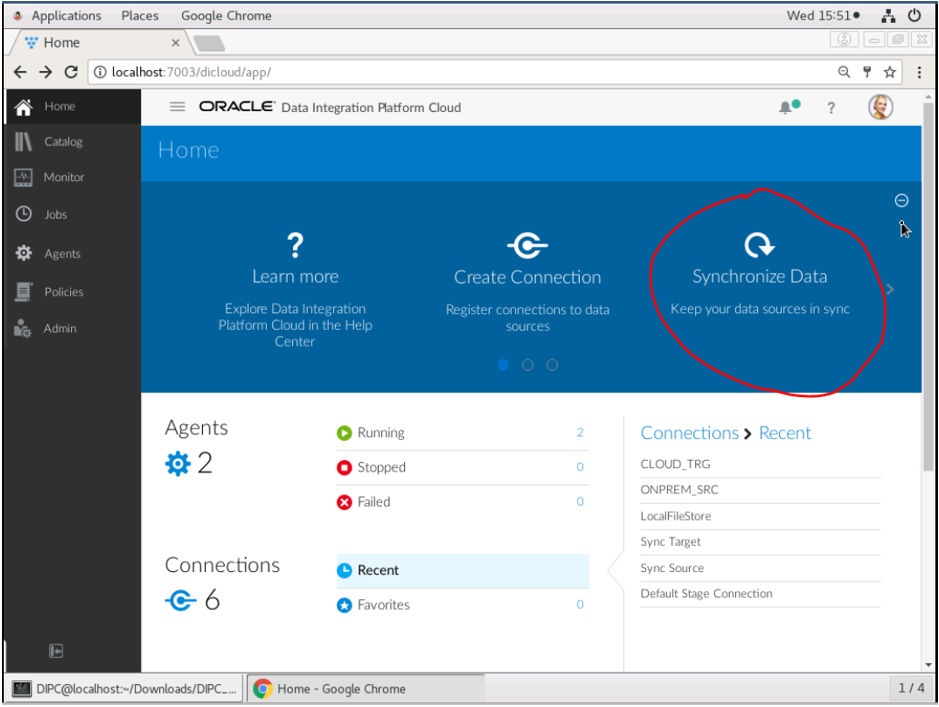 Applications Places Google Chrome Wed 15:51
Home
localhost:7003/dicloud/app/
Home
ORACLE Data Integration Platform Cloud
?
Catalog
Home
Monitor
Jobs
Agents
Policies
Admin
?
Learn more
Explore Data Integration
Platform Cloud in the Help
Center
Create Connection
Register connections to data
sources
Synchronize Data
Keep your data sources in sync
Agents
2
Running 2
Stopped 0
Failed 0
Connections
6
Recent
Favorites 0
Connections > Recent
CLOUD_TRG
ONPREM_SRC
LocalFileStore
Sync Target
Sync Source
Default Stage Connection
DIPC@localhost:~/Downloads/DIPC_...
Home - Google Chrome
1 / 4